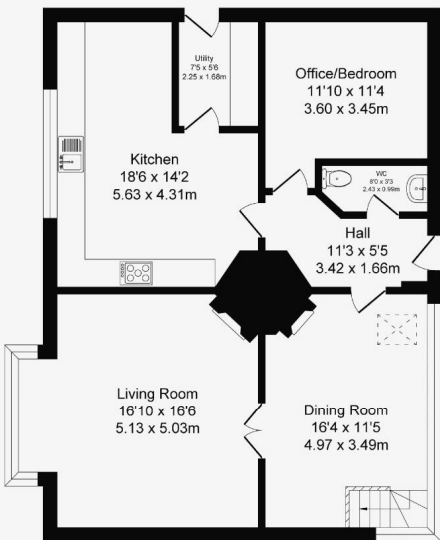 Utility
7'5 x 5'6
2.25 x 1.68m
Office/Bedroom
11'10 x 11'4
3.60 x 3.45m
Kitchen
18'6 x 14'2
5.63 x 4.31m
WC
8'0 x 3'3
2.43 x 0.99m
Hall
11'3 x 5'5
3.42 x 1.66m
Living Room
16'10 x 16'6
5.13 x 5.03m
Dining Room
16'4 x 11'5
4.97 x 3.49m